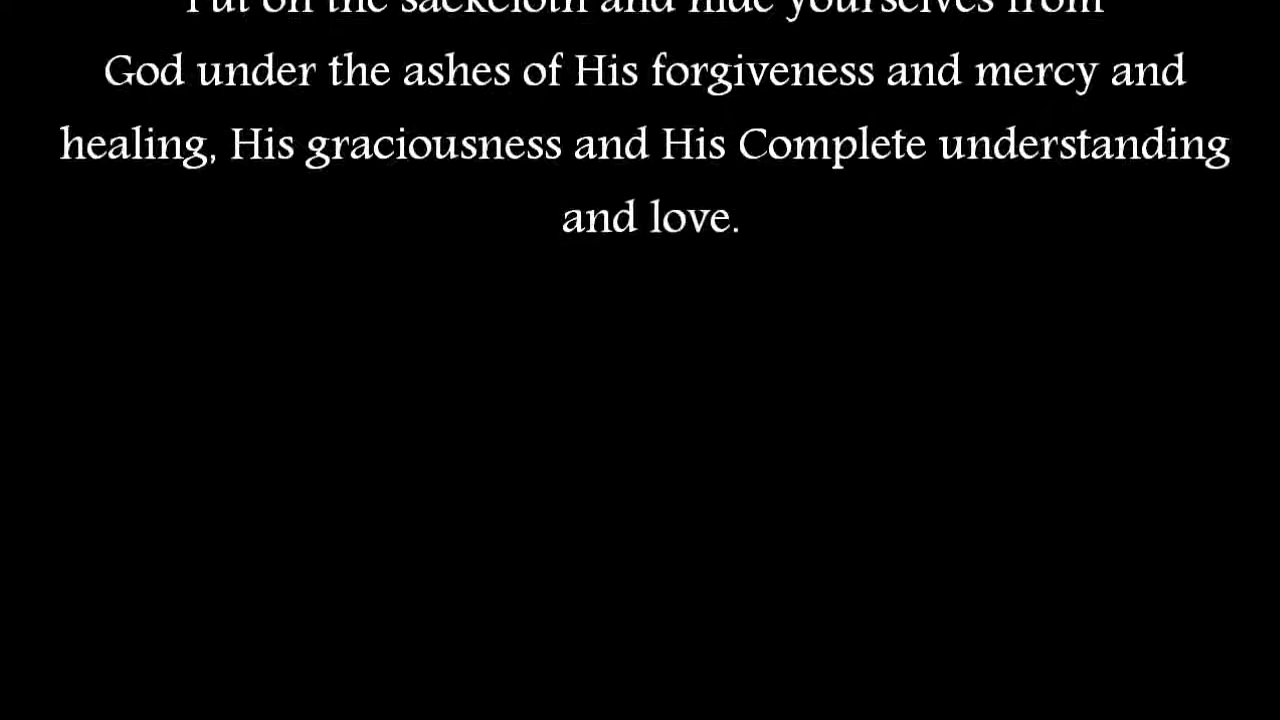 Put on the sackcloth and hide yourselves from
God under the ashes of His forgiveness and mercy and
healing, His graciousness and His Complete understanding
and love.